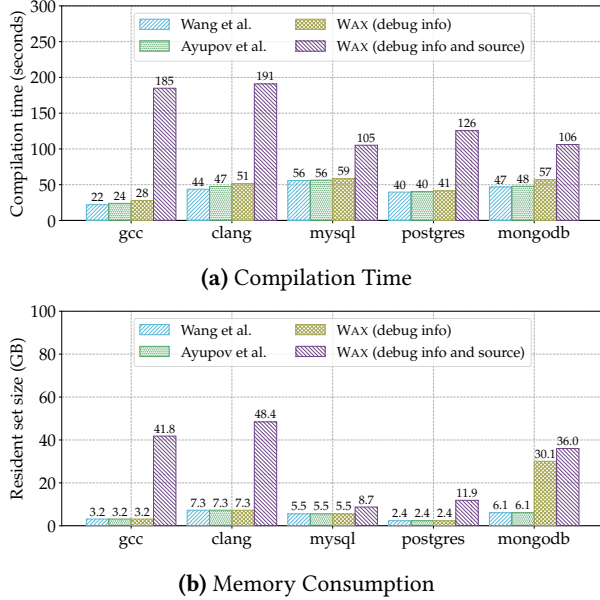 300
250
200
150
100
50
0
Compilation time (seconds)
Wang et al.
Ayupov et al.
WAX (debug info)
WAX (debug info and source)
22 24 28 185
44 47 51 191
56 56 59 105
40 40 41 126
47 48 57 106
gcc clang mysql postgres mongodb
(a) Compilation Time
100
80
60
40
20
0
Resident set size (GB)
Wang et al.
Ayupov et al.
WAX (debug info)
WAX (debug info and source)
3.2 3.2 3.2 41.8
7.3 7.3 7.3 48.4
5.5 5.5 5.5 8.7
2.4 2.4 2.4 11.9
6.1 6.1 30.1 36.0
gcc clang mysql postgres mongodb
(b) Memory Consumption